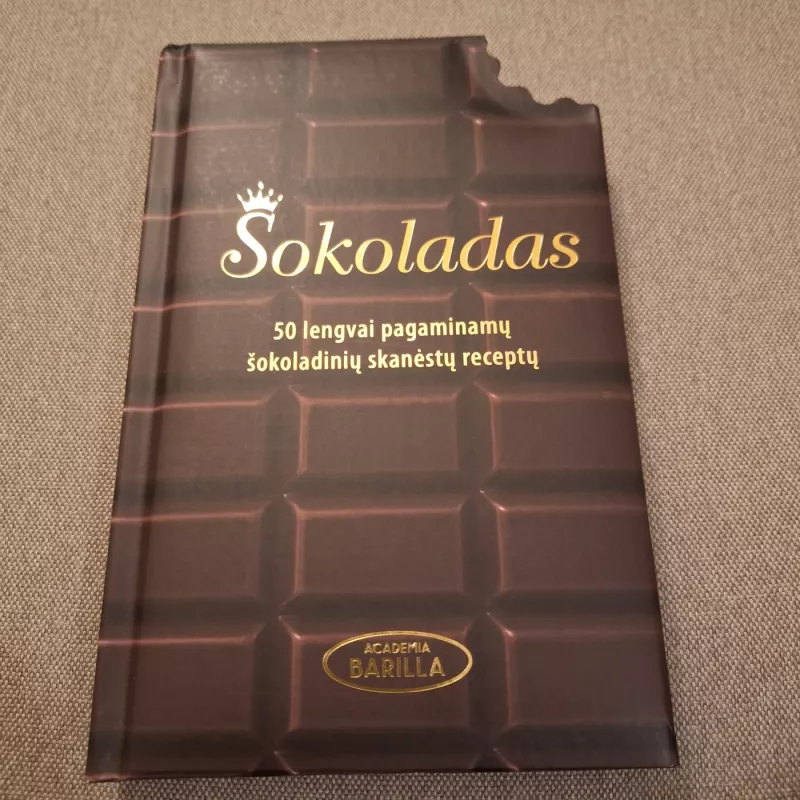 Šokoladas
50 lengvai pagaminamų
šokoladinių skanėstų receptų
ACADEMIA
BARILLA